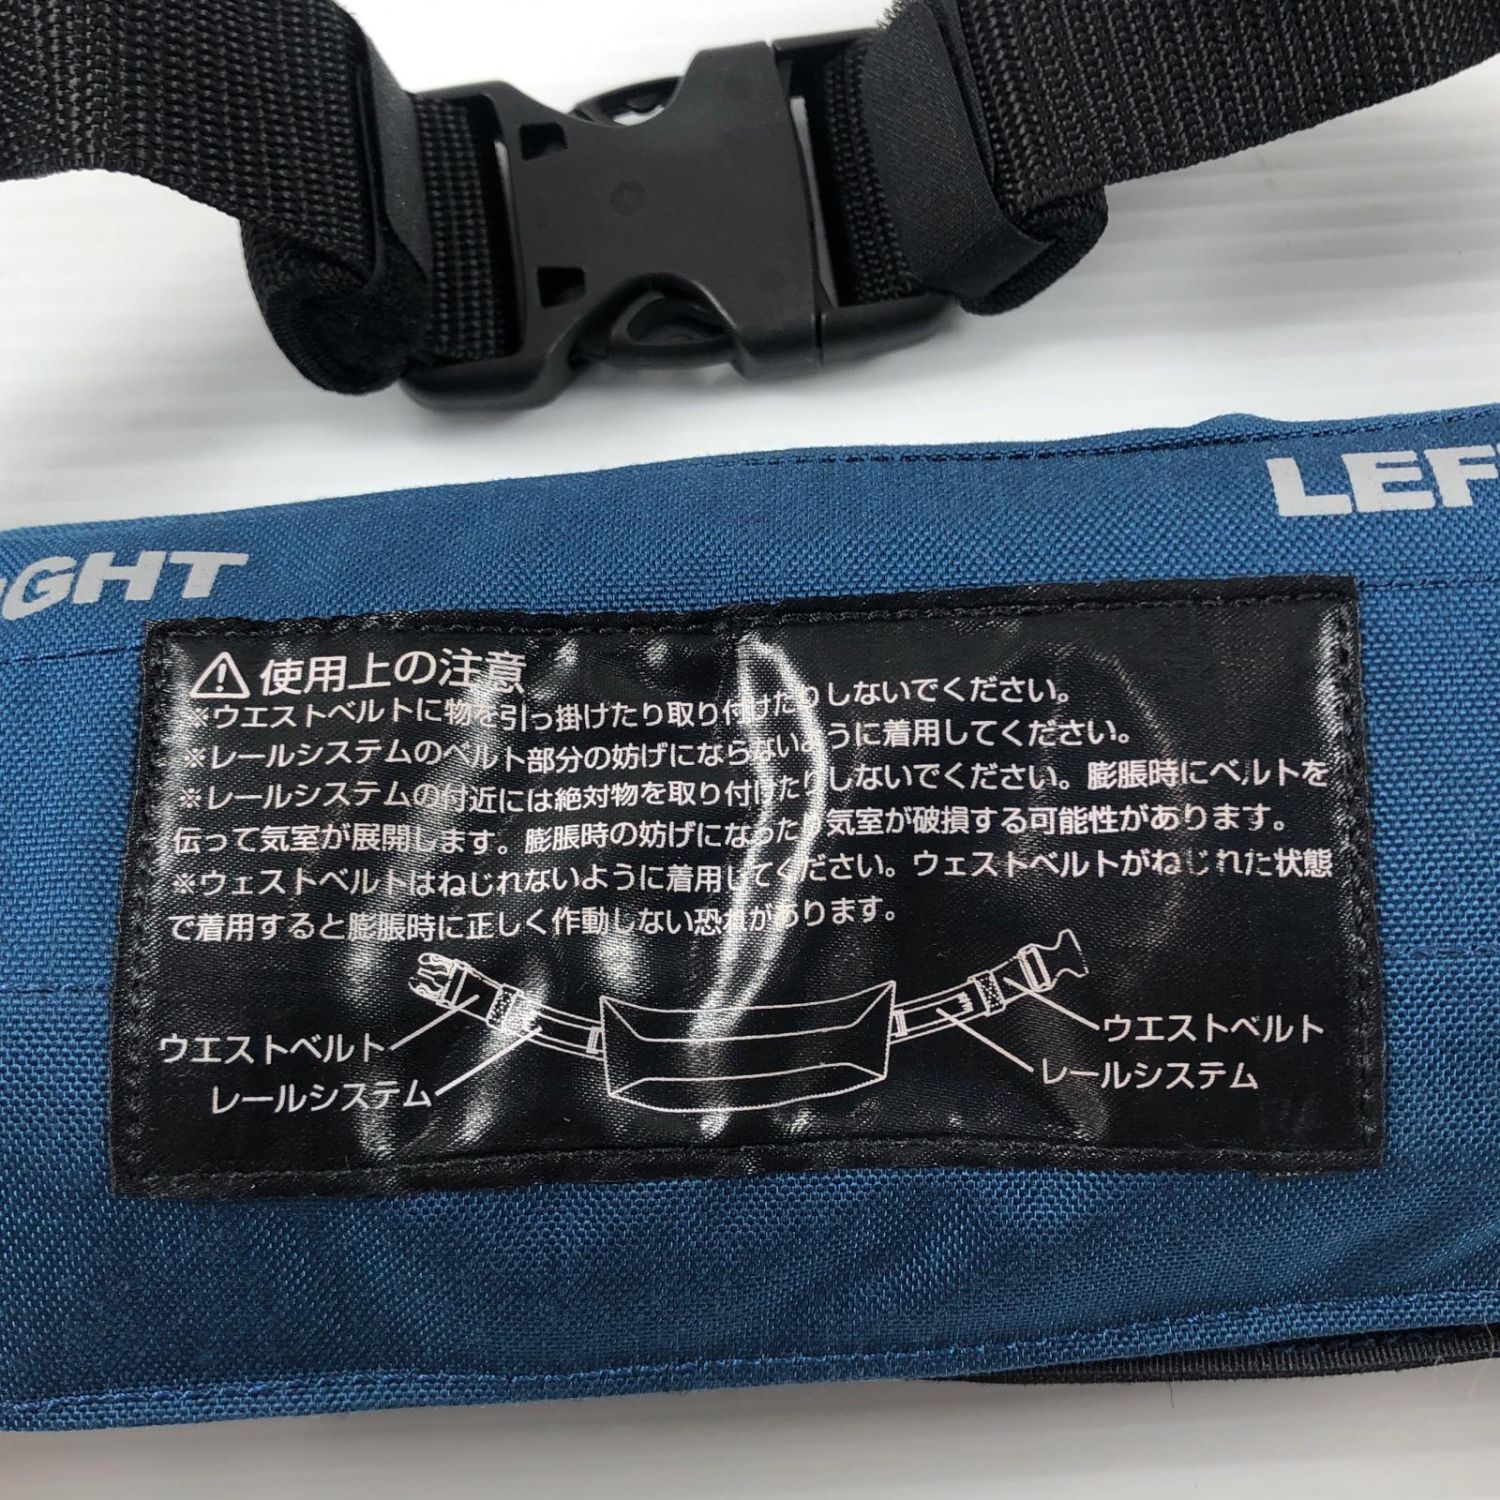 LEF
IGHT
使用上の注意
※ウエストベルトに物を引っ掛けたり取り付けたりしないでください。
※レールシステムのベルト部分の妨げにならないように着用してください。
※レールシステムの付近には絶対物を取り付けたりしないでください。膨脹時にベルトを
伝って気室が展開します。膨脹時の妨げになったり気室が破損する可能性があります。
※ウェストベルトはねじれないように着用してください。ウェストベルトがねじれた状態
で着用すると膨脹時に正しく作動しない恐れがあります。
ウエストベルト
ウエストベルト
レールシステム
レールシステム